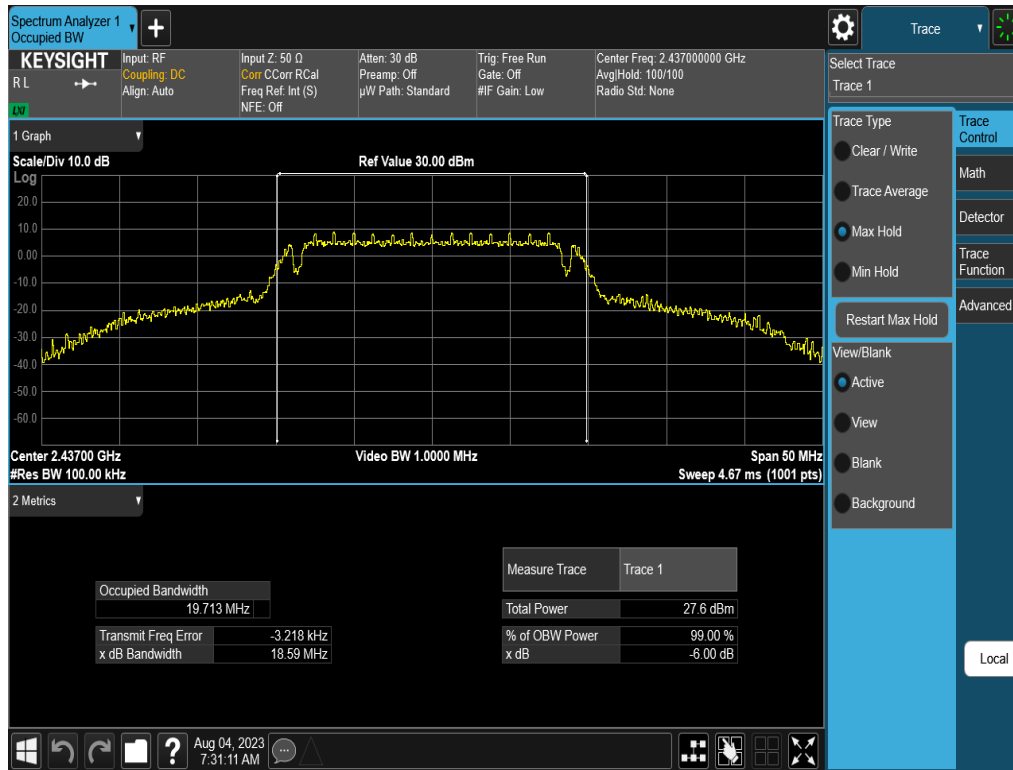 Spectrum Analyzer 1
Occupied BW
▼
+
Trace
▼
KEYSIGHT
R L
LXI
Input: RF
Coupling: DC
Align: Auto
Input Z: 50 Ω
Corr CCorr RCal
Freq Ref: Int (S)
NFE: Off
Atten: 30 dB
Preamp: Off
µW Path: Standard
Trig: Free Run
Gate: Off
#IF Gain: Low
Center Freq: 2.437000000 GHz
Avg|Hold: 100/100
Radio Std: None
Select Trace
Trace 1
1 Graph
▼
Scale/Div 10.0 dB
Ref Value 30.00 dBm
Log
20.0
10.0
0.00
-10.0
-20.0
-30.0
-40.0
-50.0
-60.0
Center 2.43700 GHz
Video BW 1.0000 MHz
Span 50 MHz
#Res BW 100.00 kHz
Sweep 4.67 ms (1001 pts)
2 Metrics
▼
Occupied Bandwidth
19.713 MHz
Transmit Freq Error -3.218 kHz
x dB Bandwidth 18.59 MHz
Measure Trace Trace 1
Total Power 27.6 dBm
% of OBW Power 99.00 %
x dB -6.00 dB
Trace Type
Clear / Write
Trace Average
Max Hold
Min Hold
Restart Max Hold
View/Blank
Active
View
Blank
Background
Trace
Control
Math
Detector
Trace
Function
Advanced
Local
?
Aug 04, 2023
7:31:11 AM